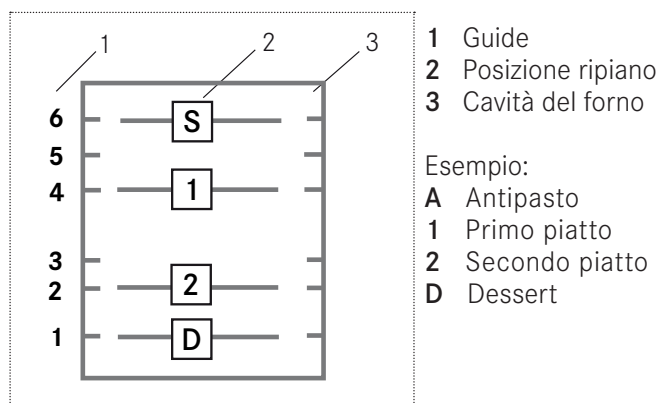 1 2 3
6 S
5
4 1
3
2 2
1 D
1 Guide
2 Posizione ripiano
3 Cavità del forno
Esempio:
A Antipasto
1 Primo piatto
2 Secondo piatto
D Dessert